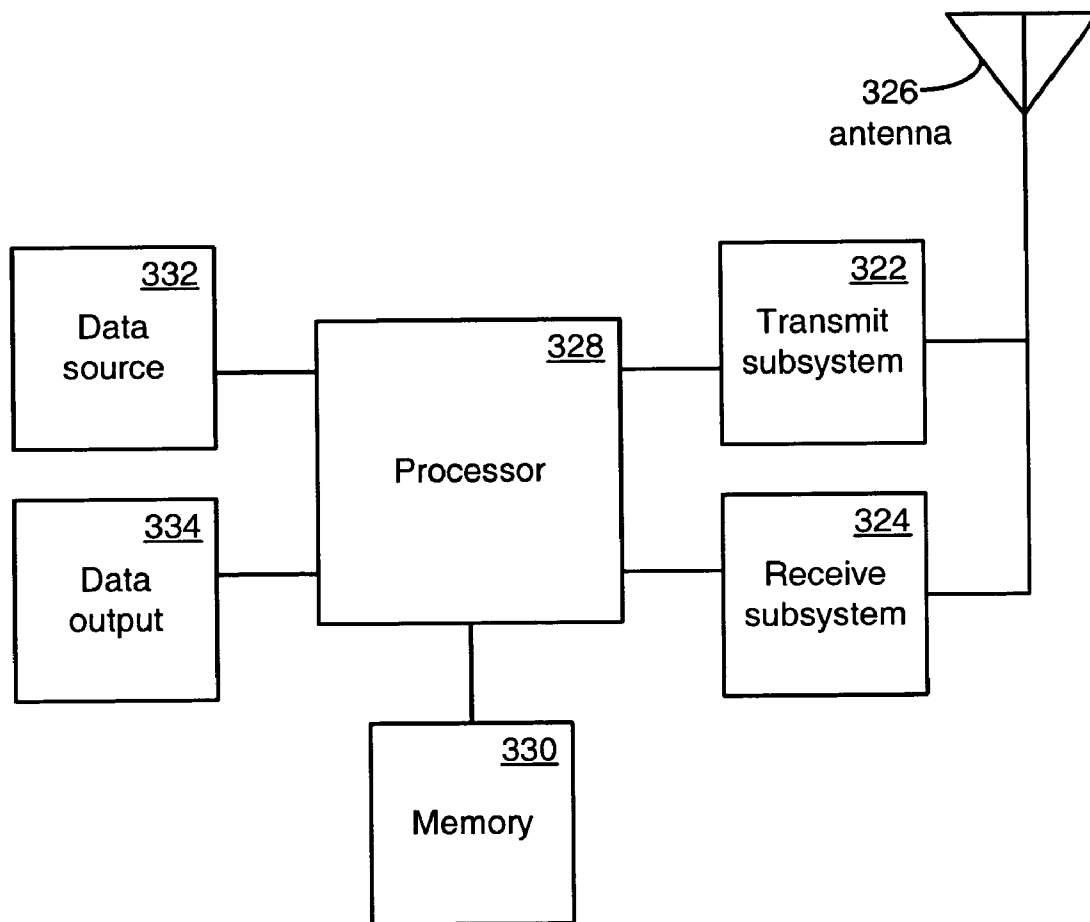 326
antenna
332
Data
source
328
Processor
322
Transmit
subsystem
334
Data
output
324
Receive
subsystem
330
Memory